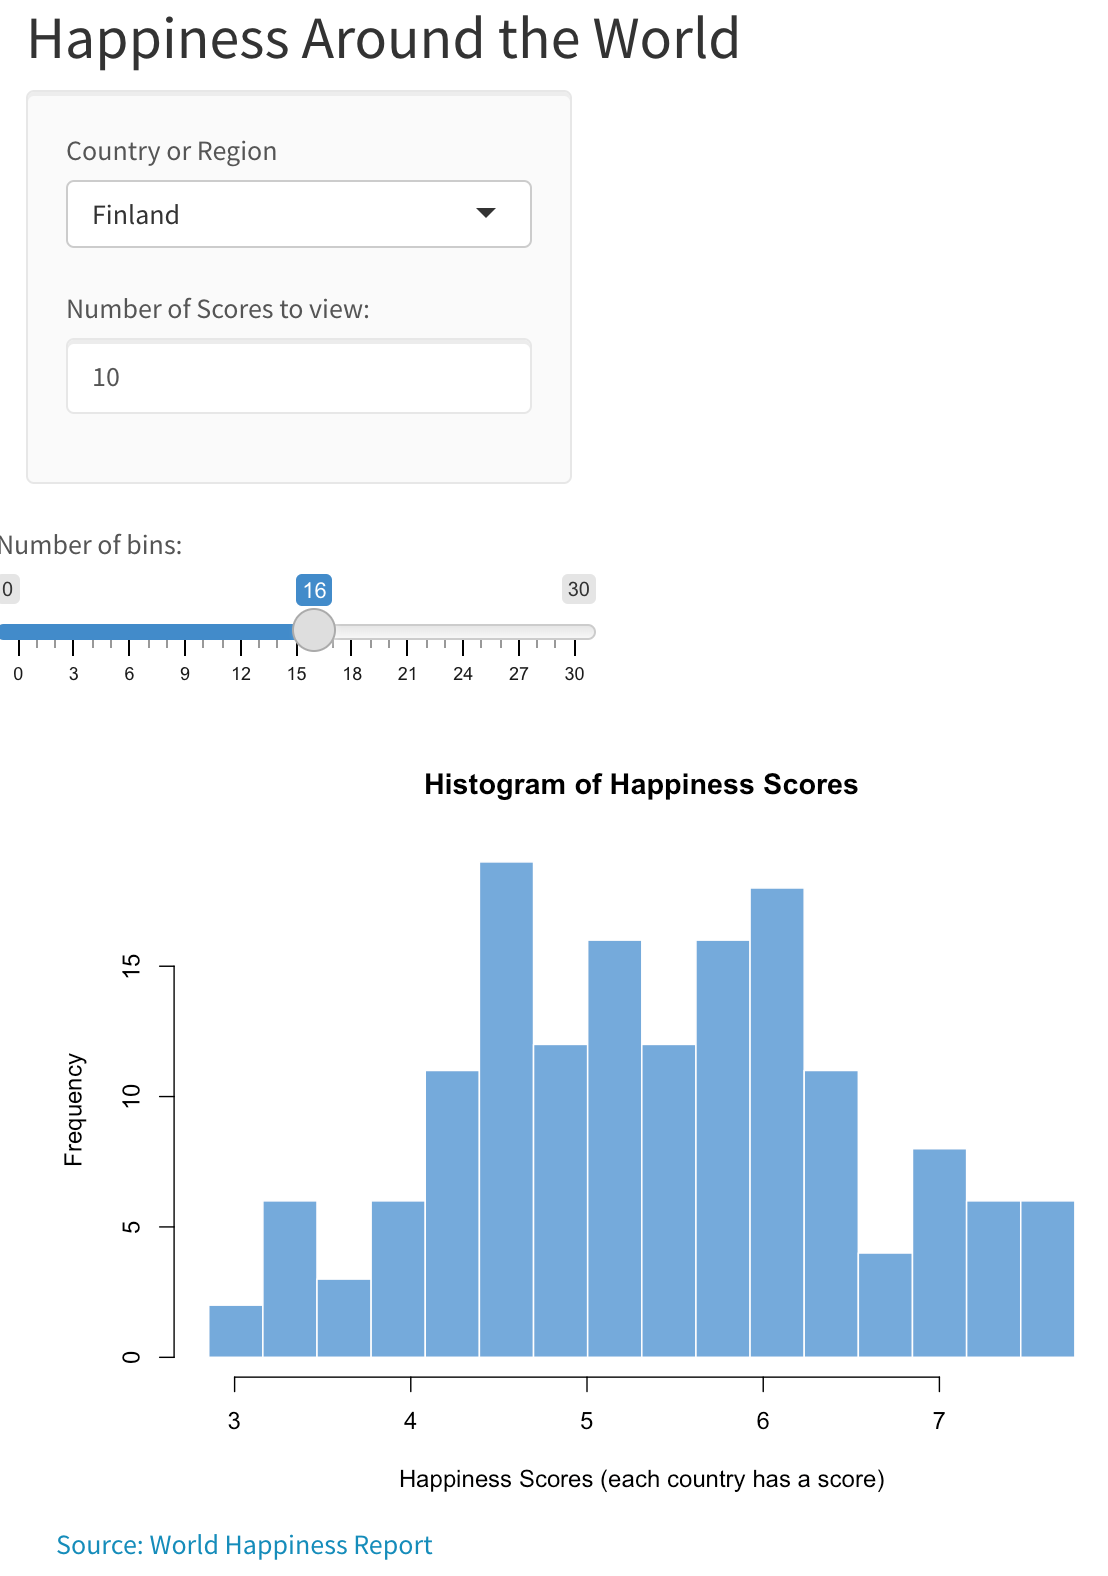 Happiness Around the World
Country or Region
Finland
Number of Scores to view:
10
Number of bins:
0 16 30
0 3 6 9 12 15 18 21 24 27 30
Histogram of Happiness Scores
Frequency
15
10
5
0
3 4 5 6 7
Happiness Scores (each country has a score)
Source: World Happiness Report